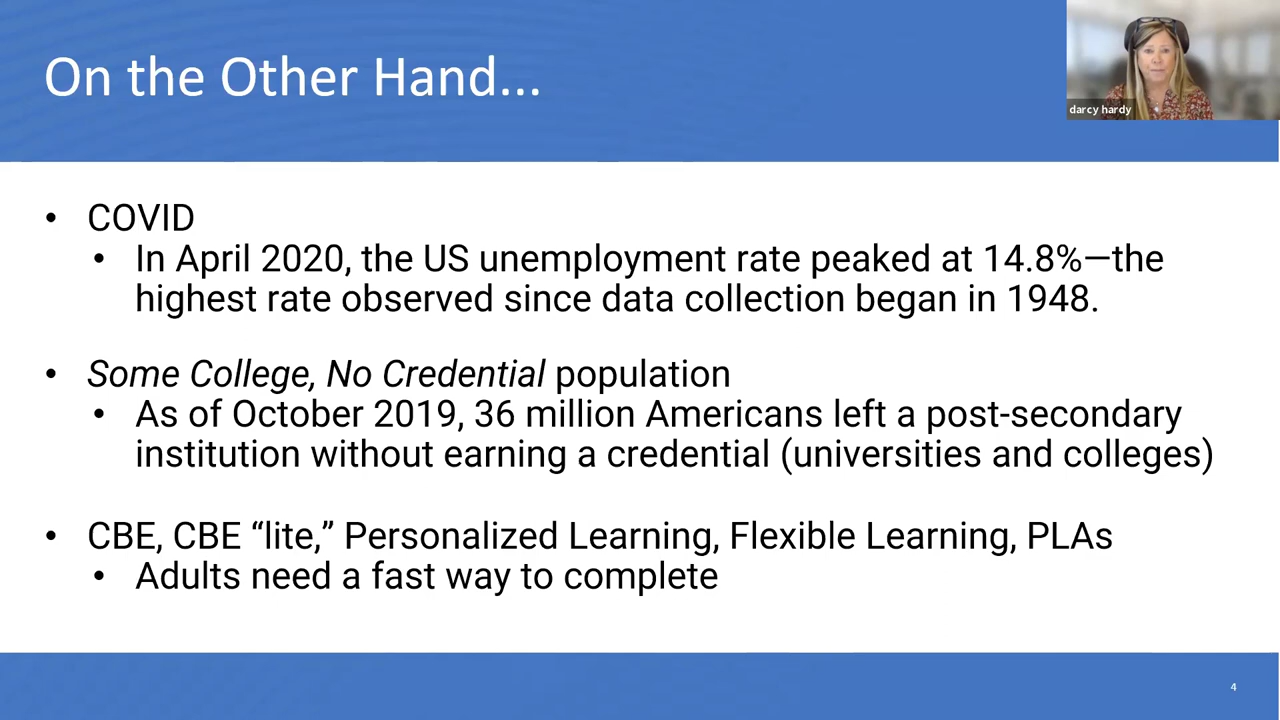 On the Other Hand...
darcy hardy
• COVID
• In April 2020, the US unemployment rate peaked at 14.8%—the
highest rate observed since data collection began in 1948.
• Some College, No Credential population
• As of October 2019, 36 million Americans left a post-secondary
institution without earning a credential (universities and colleges)
• CBE, CBE “lite,” Personalized Learning, Flexible Learning, PLAs
• Adults need a fast way to complete
4